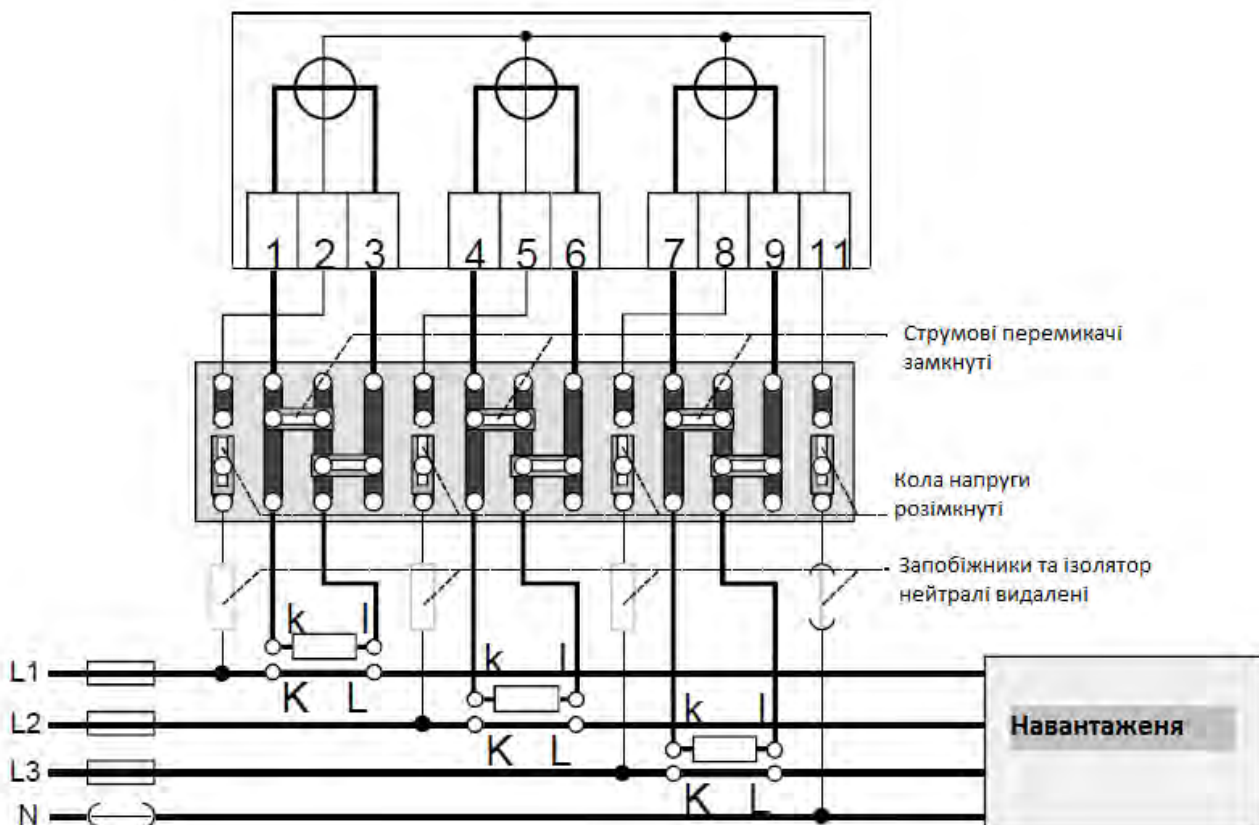 1 2 3 4 5 6 7 8 9 11
Струмові перемикачі
замкнуті
Кола напруги
розімкнуті
Запобіжники та ізолятор
нейтралі видалені
k l
L1
K L
k l
L2
K L
Навантаженя
k l
L3
K L
N